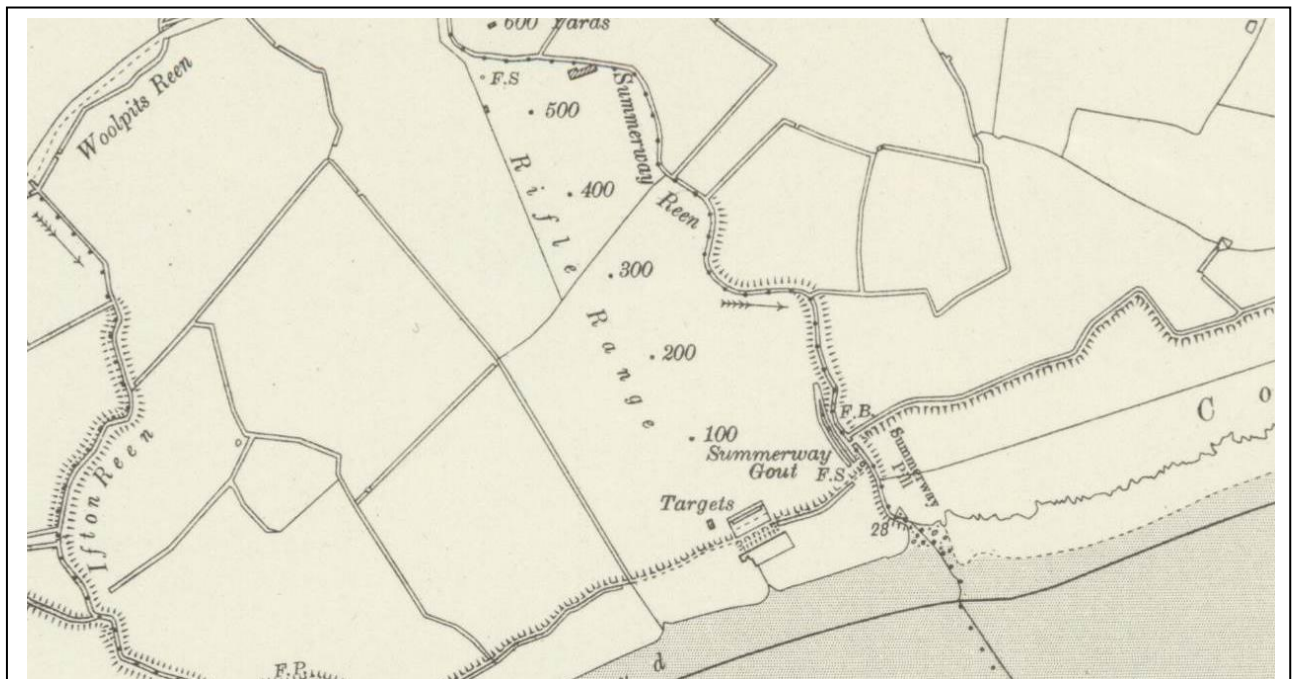 600 Yards
Woolpits Reen
F.S
500
Summerway
Reen
400
Rifle
Range
300
200
100
F.B.
Summerway
Gout
F.S.
Summerway
Pill
C o
Targets
28
Ifton Reen
F.P.
d